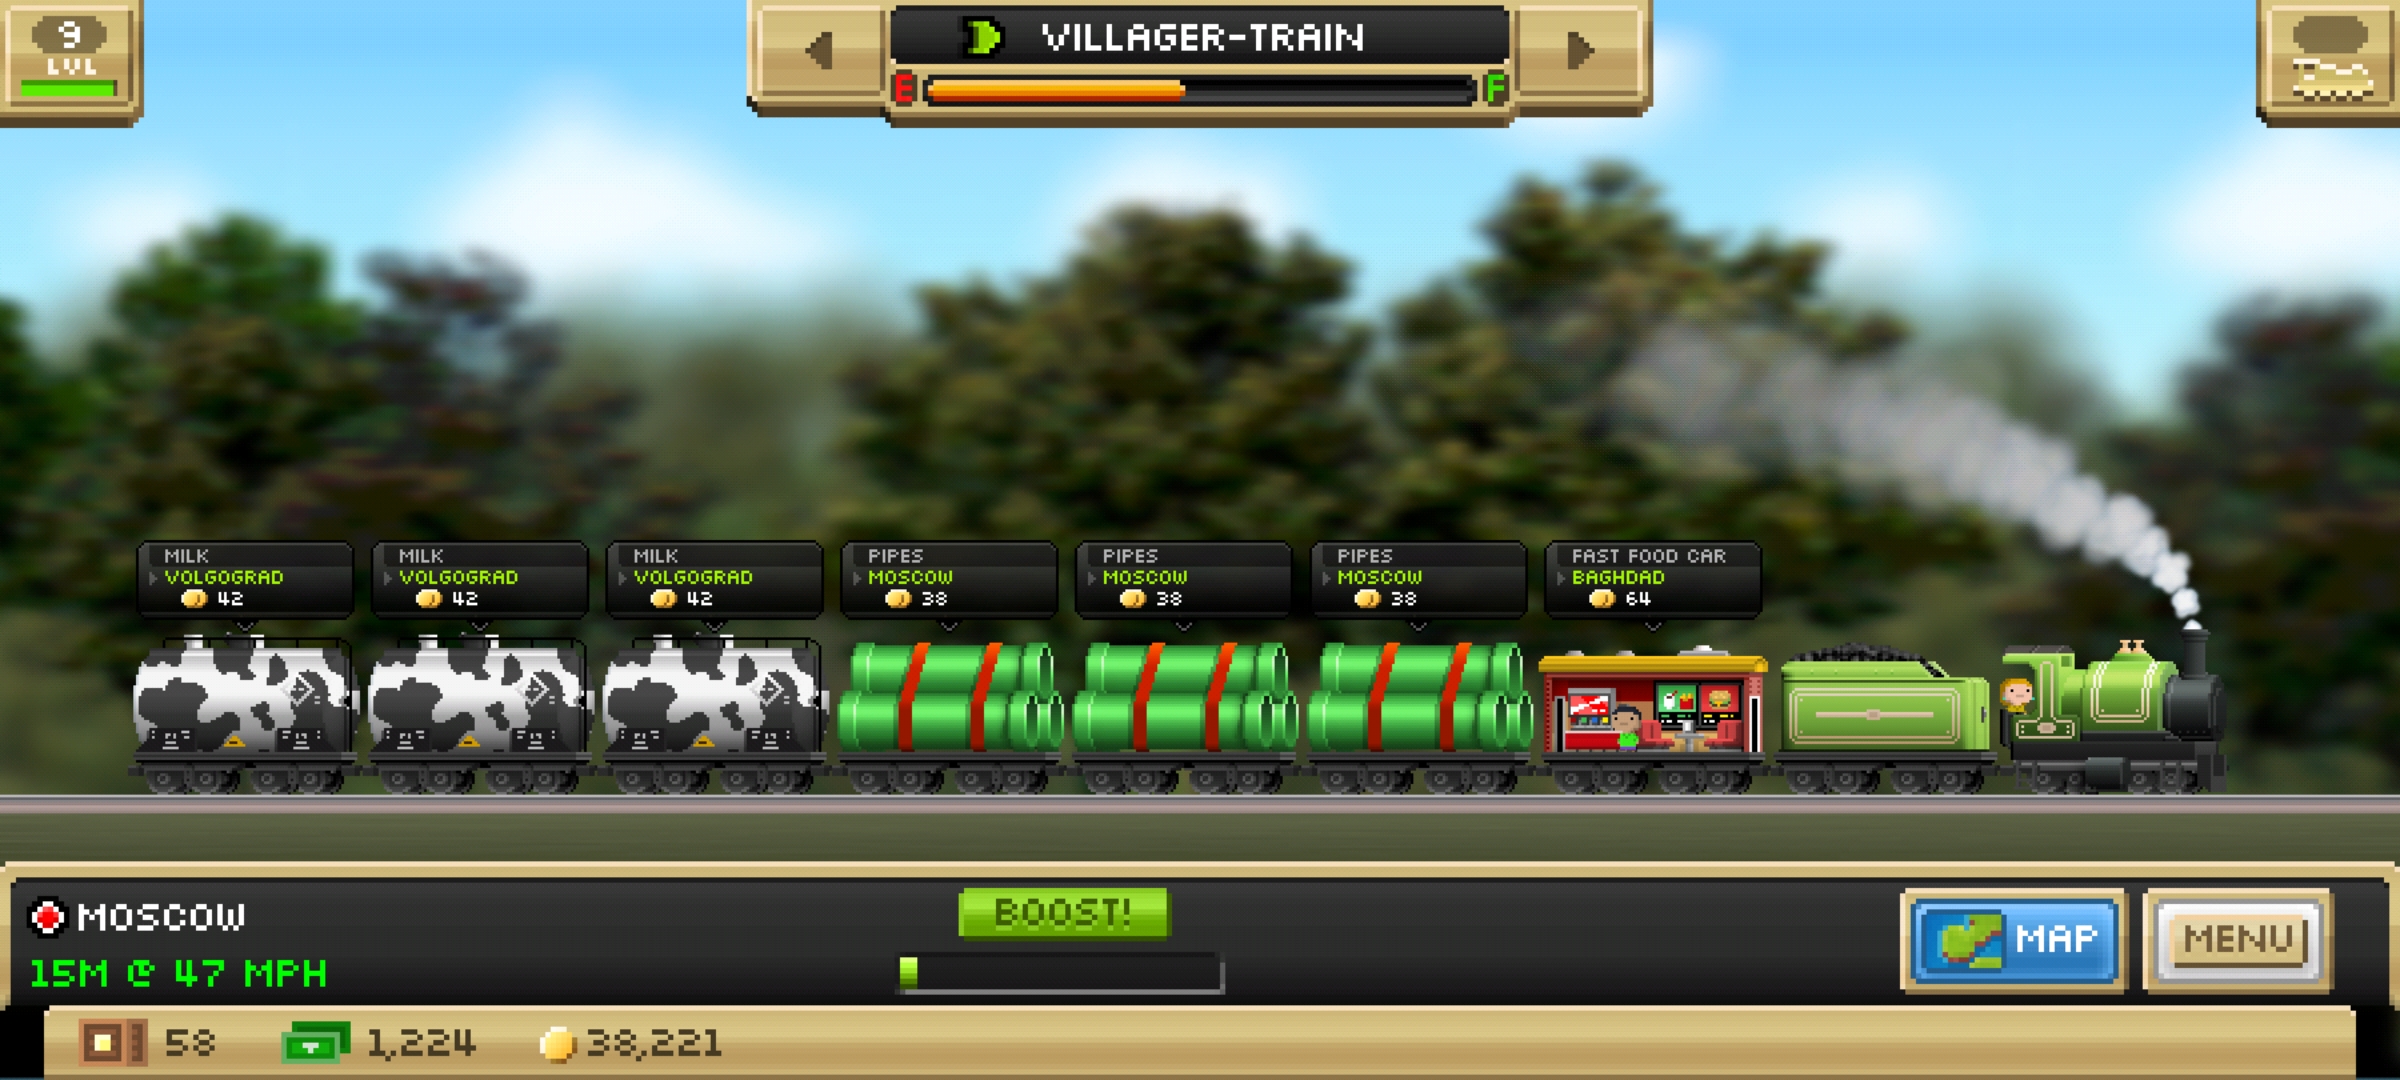 9
LVL
VILLAGER-TRAIN
E F
MILK
VOLGOGRAD
42
MILK
VOLGOGRAD
42
MILK
VOLGOGRAD
42
PIPES
MOSCOW
38
PIPES
MOSCOW
38
PIPES
MOSCOW
38
FAST FOOD CAR
BAGHDAD
64
MOSCOW
15M @ 47 MPH
BOOST!
MAP
MENU
58
1,224
38,221